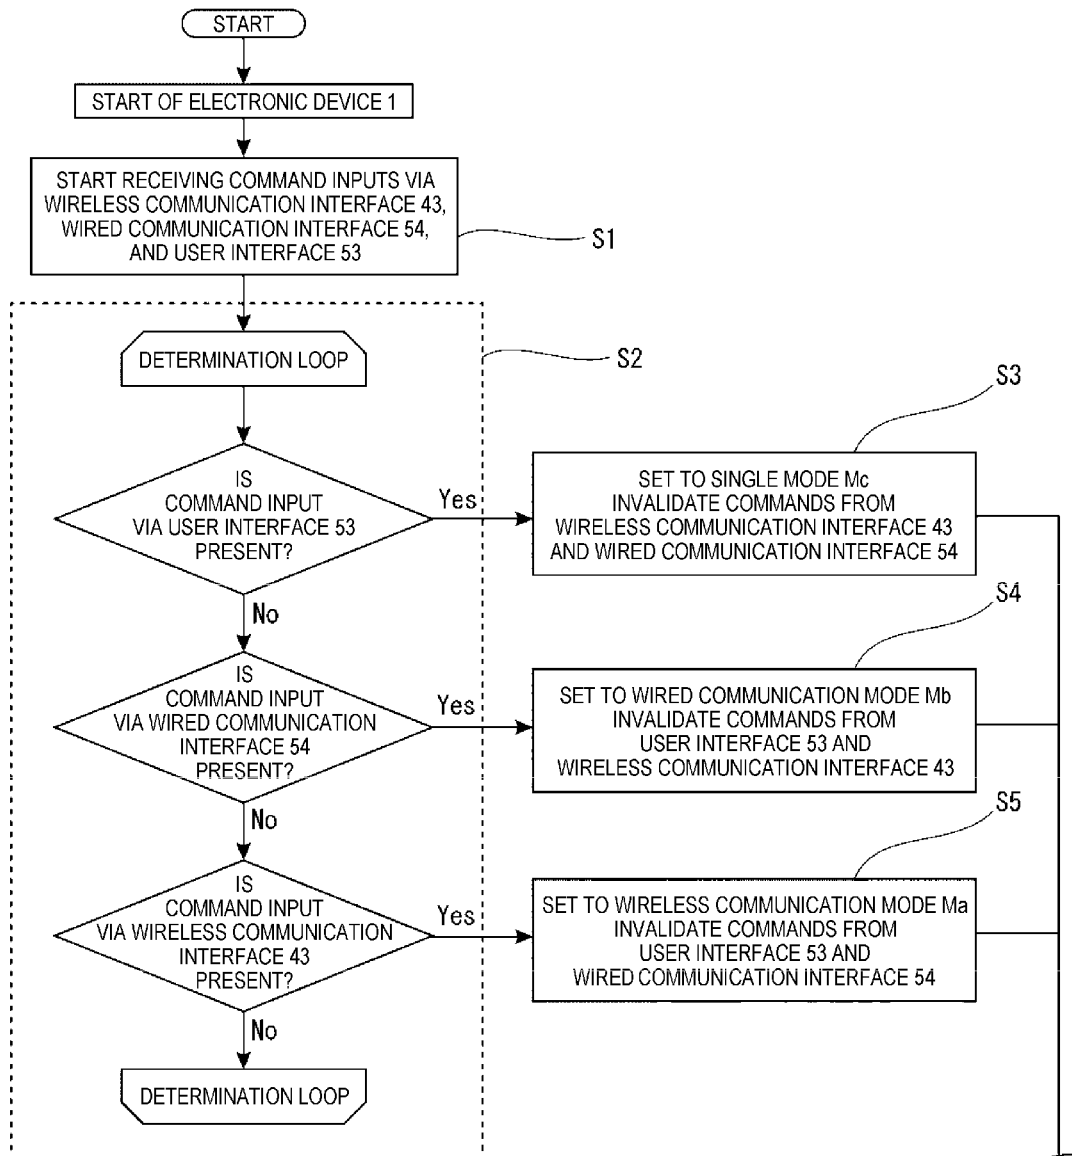 START
START OF ELECTRONIC DEVICE 1
START RECEIVING COMMAND INPUTS VIA
WIRELESS COMMUNICATION INTERFACE 43,
WIRED COMMUNICATION INTERFACE 54,
AND USER INTERFACE 53
S1
DETERMINATION LOOP
S2
S3
IS
COMMAND INPUT
VIA USER INTERFACE 53
PRESENT?
Yes
No
SET TO SINGLE MODE Mc
INVALIDATE COMMANDS FROM
WIRELESS COMMUNICATION INTERFACE 43
AND WIRED COMMUNICATION INTERFACE 54
S4
IS
COMMAND INPUT
VIA WIRED COMMUNICATION
INTERFACE 54
PRESENT?
Yes
No
SET TO WIRED COMMUNICATION MODE Mb
INVALIDATE COMMANDS FROM
USER INTERFACE 53 AND
WIRELESS COMMUNICATION INTERFACE 43
S5
IS
COMMAND INPUT
VIA WIRELESS COMMUNICATION
INTERFACE 43
PRESENT?
Yes
No
SET TO WIRELESS COMMUNICATION MODE Ma
INVALIDATE COMMANDS FROM
USER INTERFACE 53 AND
WIRED COMMUNICATION INTERFACE 54
DETERMINATION LOOP